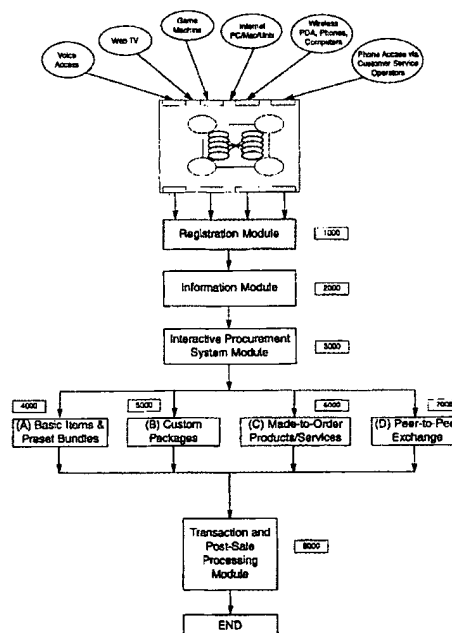 Voice
Access
Web TV
Game
Machine
Internet
PC/Mac/Unix
Wireless
PDA, Phones,
Computers
Phone Access via
Customer Service
Operators
Registration Module
1000
Information Module
2000
Interactive Procurement
System Module
3000
4000
(A) Basic Items &
Preset Bundles
5000
(B) Custom
Packages
6000
(C) Made-to-Order
Products/Services
7000
(D) Peer-to-Pee
Exchange
Transaction and
Post-Sale
Processing
Module
8000
END